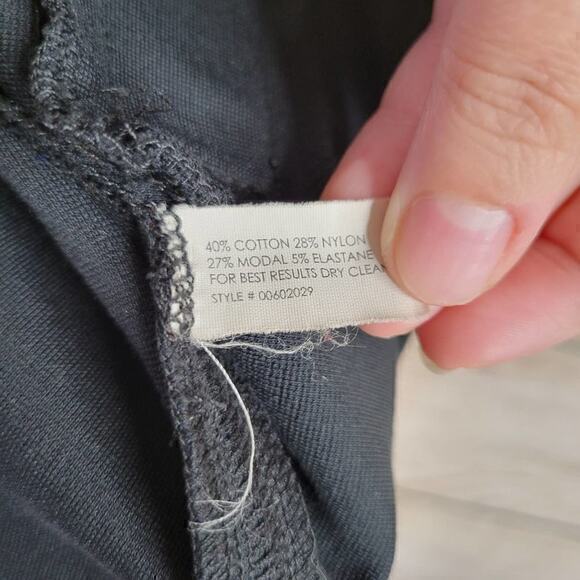 40% COTTON 28% NYLON
27% MODAL 5% ELASTANE
FOR BEST RESULTS DRY CLEAN
STYLE # 00602029